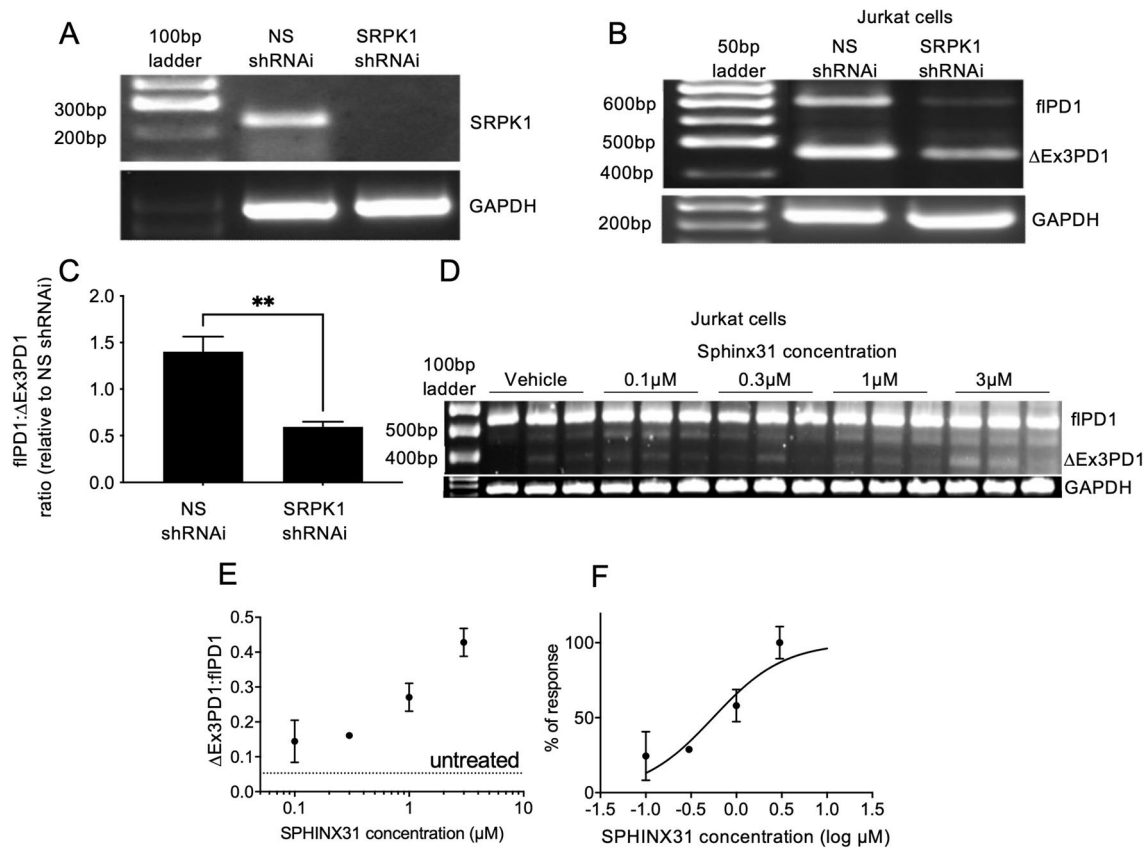 A
100bp
ladder
NS
shRNAi
SRPK1
shRNAi
300bp
200bp
SRPK1
GAPDH
B
Jurkat cells
50bp
ladder
NS
shRNAi
SRPK1
shRNAi
600bp
500bp
400bp
200bp
flPD1
ΔEx3PD1
GAPDH
C
flPD1:ΔEx3PD1
ratio (relative to NS shRNAi)
2.0
1.5
1.0
0.5
0.0
**
NS
shRNAi
SRPK1
shRNAi
D
Jurkat cells
Sphinx31 concentration
100bp
ladder
Vehicle
0.1µM
0.3µM
1µM
3µM
500bp
400bp
flPD1
ΔEx3PD1
GAPDH
E
ΔEx3PD1:flPD1
0.5
0.4
0.3
0.2
0.1
0.0
untreated
0.1
1
10
SPHINX31 concentration (µM)
F
% of response
100
50
0
-1.5
-1.0
-0.5
0.0
0.5
1.0
1.5
SPHINX31 concentration (log µM)